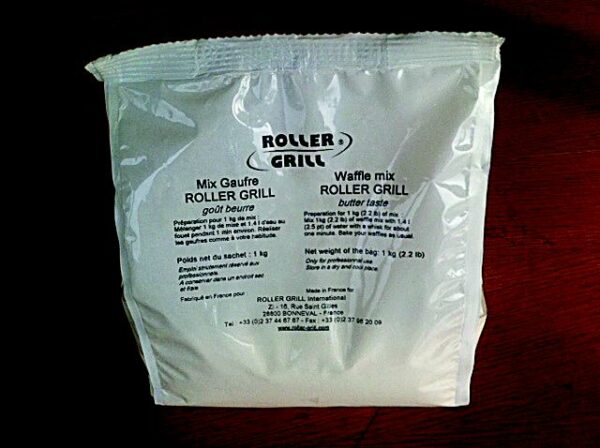 ROLLER®
GRILL
Mix Gaufre
ROLLER GRILL
goût beurre
Préparation pour 1 kg de mix :
Mélanger 1 kg de mixe et 1,4 l d'eau au
fouet pendant 1 min environ. Réaliser
les gaufres comme à votre habitude.
Poids net du sachet : 1 kg
Emploi strictement réservé aux
professionnels.
A conserver dans un endroit sec
et frais
Fabriqué en France pour
Waffle mix
ROLLER GRILL
butter taste
Preparation for 1 kg (2.2 lb) of mix :
Mix 1kg (2.2 lb) of waffle mix with 1,4 l
(2.5 pt) of water with a whisk for about
one minute. Bake your waffles as usual.
Net weight of the bag: 1 kg (2.2 lb)
Only for professionnal use.
Store in a dry and cool place.
Made in France for
ROLLER GRILL International
ZI - 16, Rue Saint Gilles
28800 BONNEVAL - France
Tel : +33 (0)2 37 44 67 67 - Fax : +33 (0)2 37 96 20 09
www.roller-grill.com